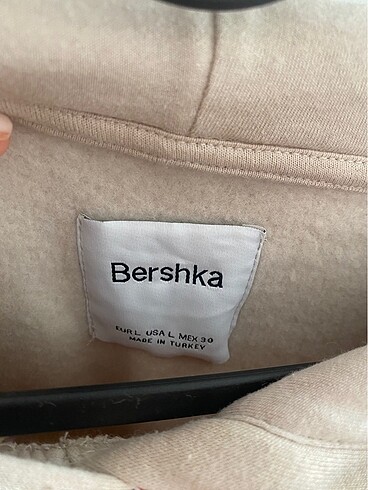 Bershka
EUR L USA L MEX 30
MADE IN TURKEY